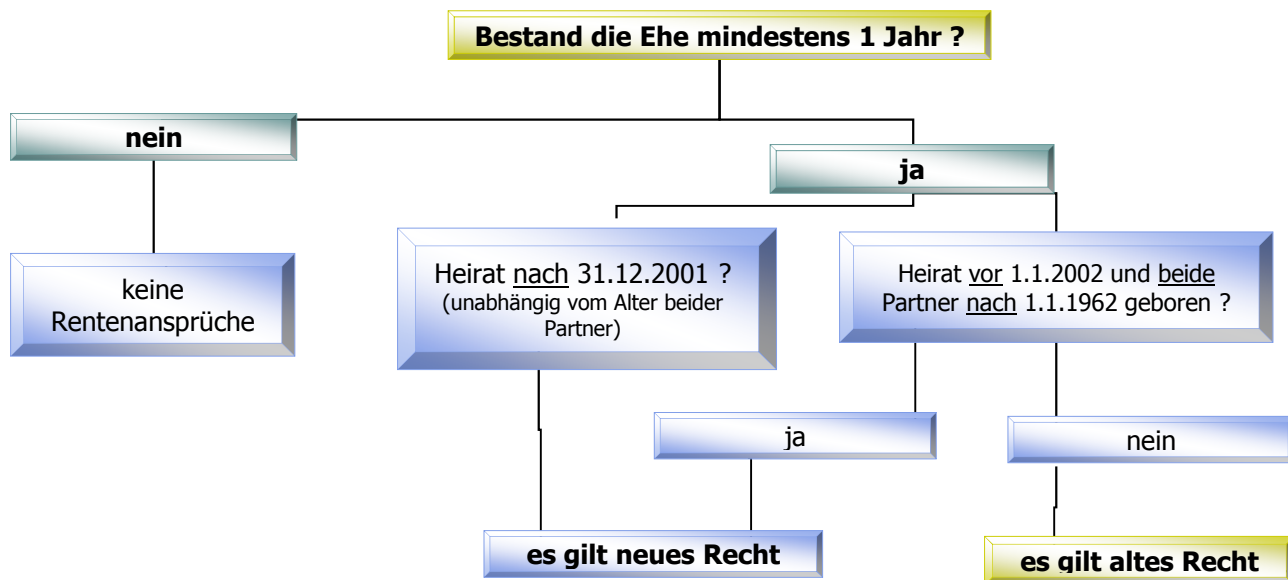 Bestand die Ehe mindestens 1 Jahr ?
nein
ja
keine
Rentenansprüche
Heirat nach 31.12.2001 ?
(unabhängig vom Alter beider
Partner)
Heirat vor 1.1.2002 und beide
Partner nach 1.1.1962 geboren ?
ja
nein
es gilt neues Recht
es gilt altes Recht